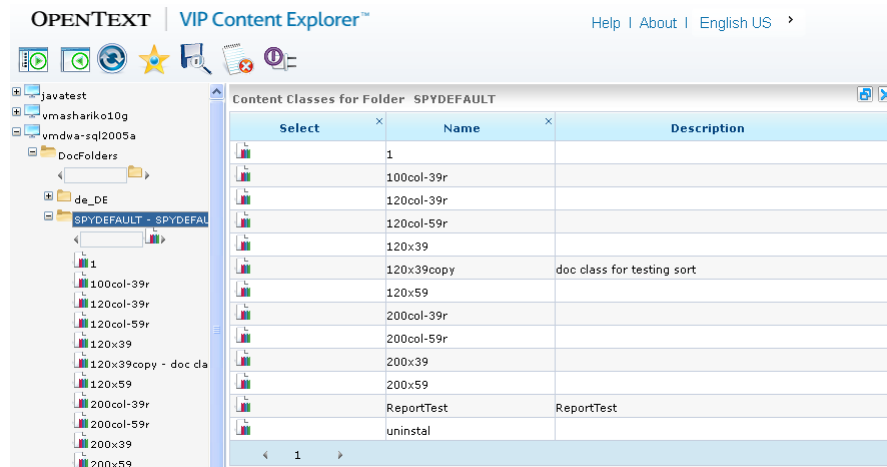 OPENTEXT | VIP Content Explorer™
Help | About | English US
javatest
vmashariko10g
vmdwa-sql2005a
DocFolders
de_DE
SPYDEFAULT - SPYDEFAU
1
100col-39r
120col-39r
120col-59r
120x39
120x39copy - doc cla
120x59
200col-39r
200col-59r
200x39
200x59
Content Classes for Folder SPYDEFAULT
Select Name Description
1
100col-39r
120col-39r
120col-59r
120x39
120x39copy doc class for testing sort
120x59
200col-39r
200col-59r
200x39
200x59
ReportTest ReportTest
uninstal
1